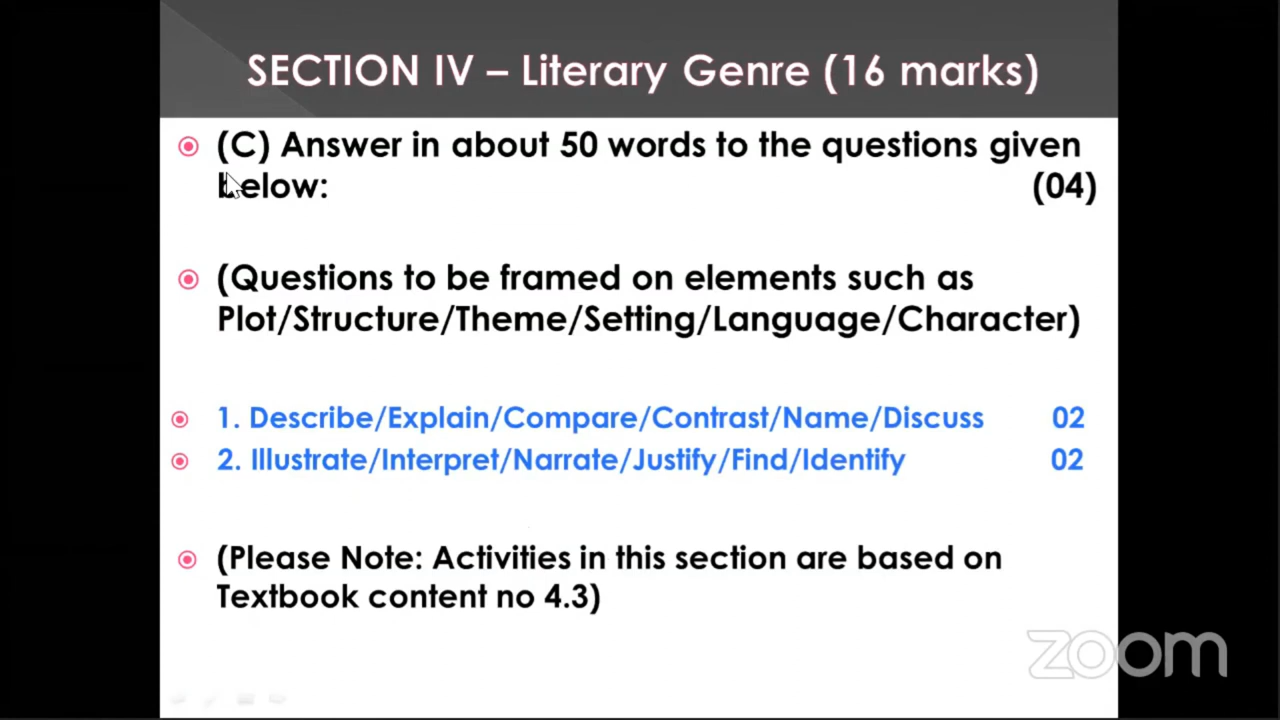 SECTION IV – Literary Genre (16 marks)
(C) Answer in about 50 words to the questions given
below: (04)
(Questions to be framed on elements such as
Plot/Structure/Theme/Setting/Language/Character)
1. Describe/Explain/Compare/Contrast/Name/Discuss 02
2. Illustrate/Interpret/Narrate/Justify/Find/Identify 02
(Please Note: Activities in this section are based on
Textbook content no 4.3)
zoom